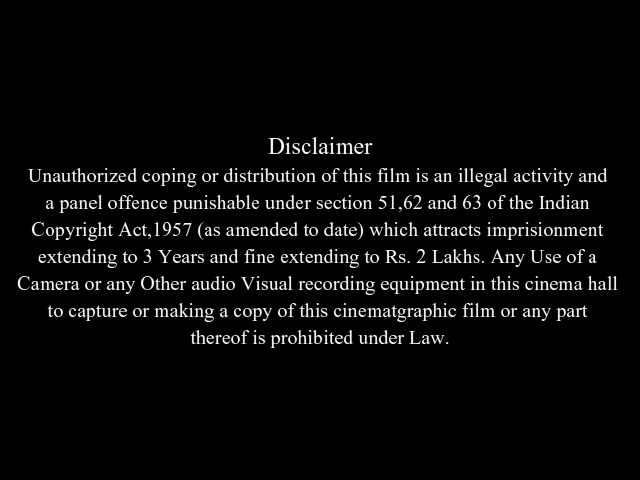 Disclaimer
Unauthorized coping or distribution of this film is an illegal activity and
a panel offence punishable under section 51,62 and 63 of the Indian
Copyright Act,1957 (as amended to date) which attracts imprisionment
extending to 3 Years and fine extending to Rs. 2 Lakhs. Any Use of a
Camera or any Other audio Visual recording equipment in this cinema hall
to capture or making a copy of this cinematgraphic film or any part
thereof is prohibited under Law.